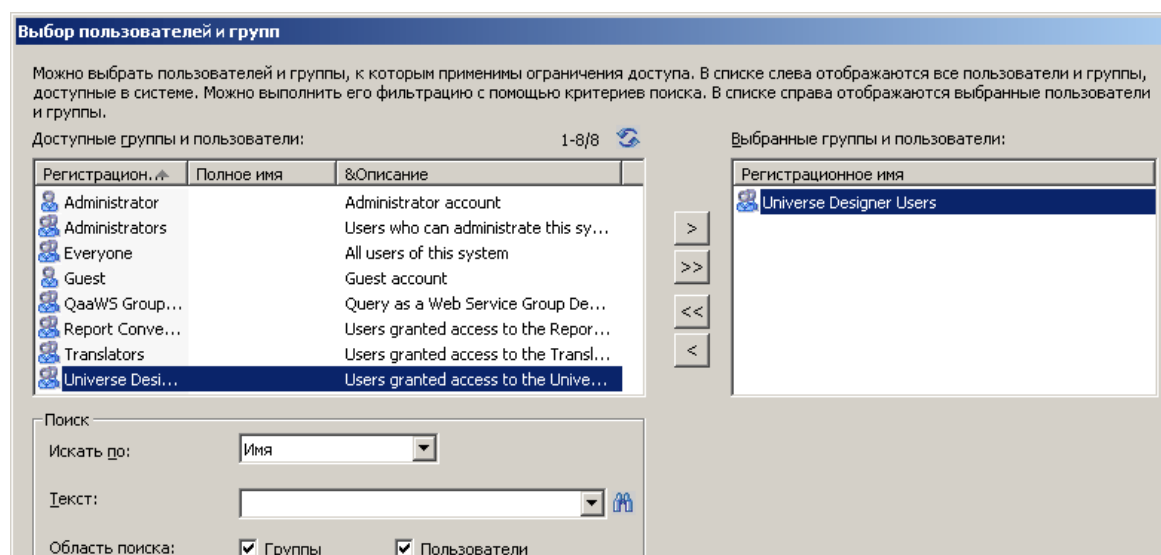 Выбор пользователей и групп
Можно выбрать пользователей и группы, к которым применимы ограничения доступа. В списке слева отображаются все пользователи и группы,
доступные в системе. Можно выполнить его фильтрацию с помощью критериев поиска. В списке справа отображаются выбранные пользователи
и группы.
Доступные группы и пользователи: 1-8/8 Выбранные группы и пользователи:
Регистрацион. Полное имя &Описание Регистрационное имя
Administrator Administrator account Universe Designer Users
Administrators Users who can administrate this sy...
Everyone All users of this system
Guest Guest account
QaaWS Group... Query as a Web Service Group De...
Report Conve... Users granted access to the Repor...
Translators Users granted access to the Transl...
Universe Desi... Users granted access to the Unive...
>
>>
<<
<
Поиск
Искать по: Имя
Текст:
Область поиска: Группы Пользователи